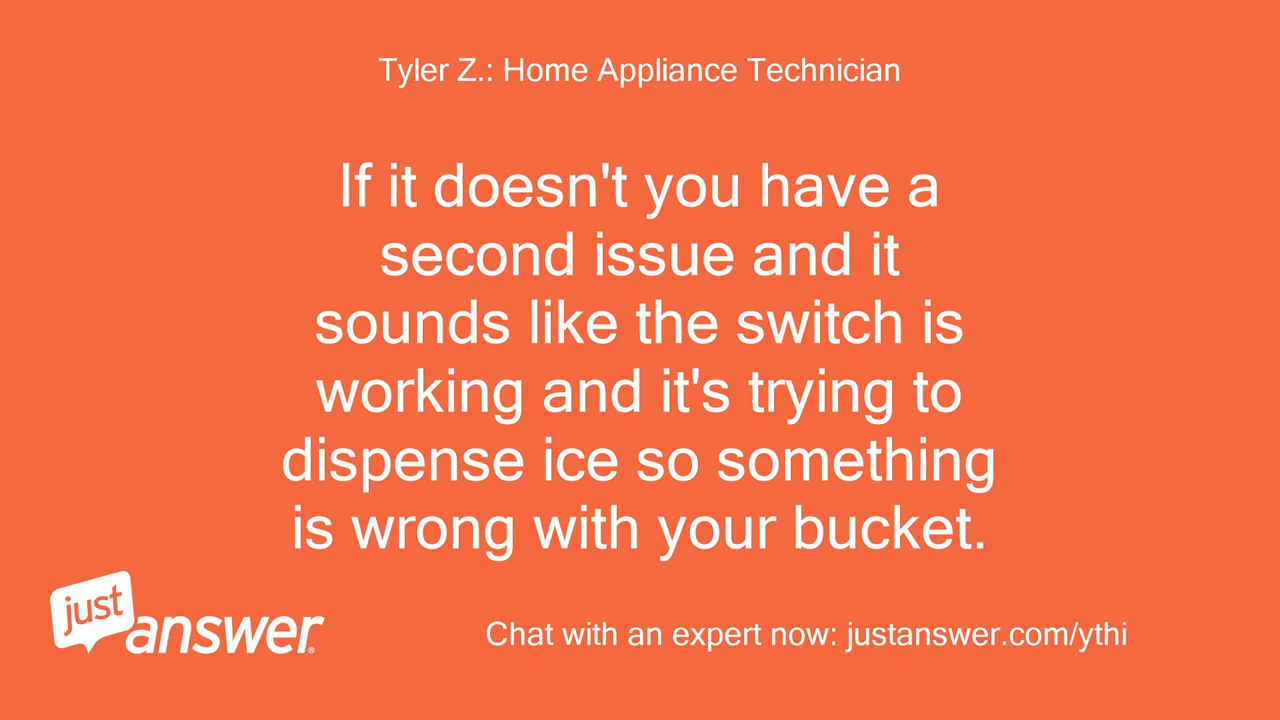 Tyler Z.: Home Appliance Technician
If it doesn't you have a
second issue and it
sounds like the switch is
working and it's trying to
dispense ice so something
is wrong with your bucket.
just
answer®
Chat with an expert now: justanswer.com/ythi